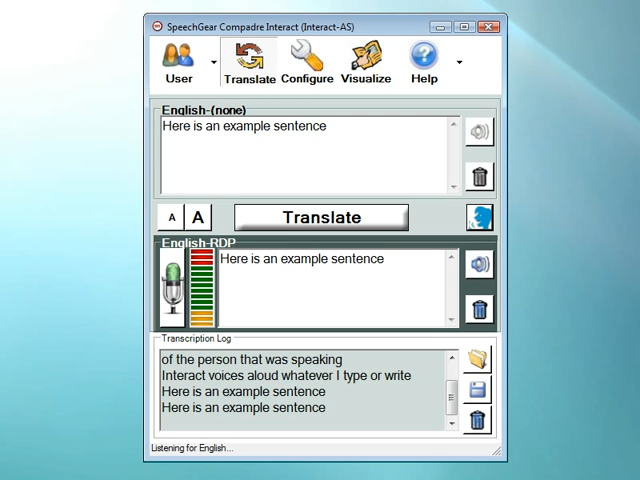 SpeechGear Compadre Interact (Interact-AS)
User Translate Configure Visualize Help
English-(none)
Here is an example sentence
A A Translate
English-RDP
Here is an example sentence
Transcription Log
of the person that was speaking
Interact voices aloud whatever I type or write
Here is an example sentence
Here is an example sentence
Listening for English...